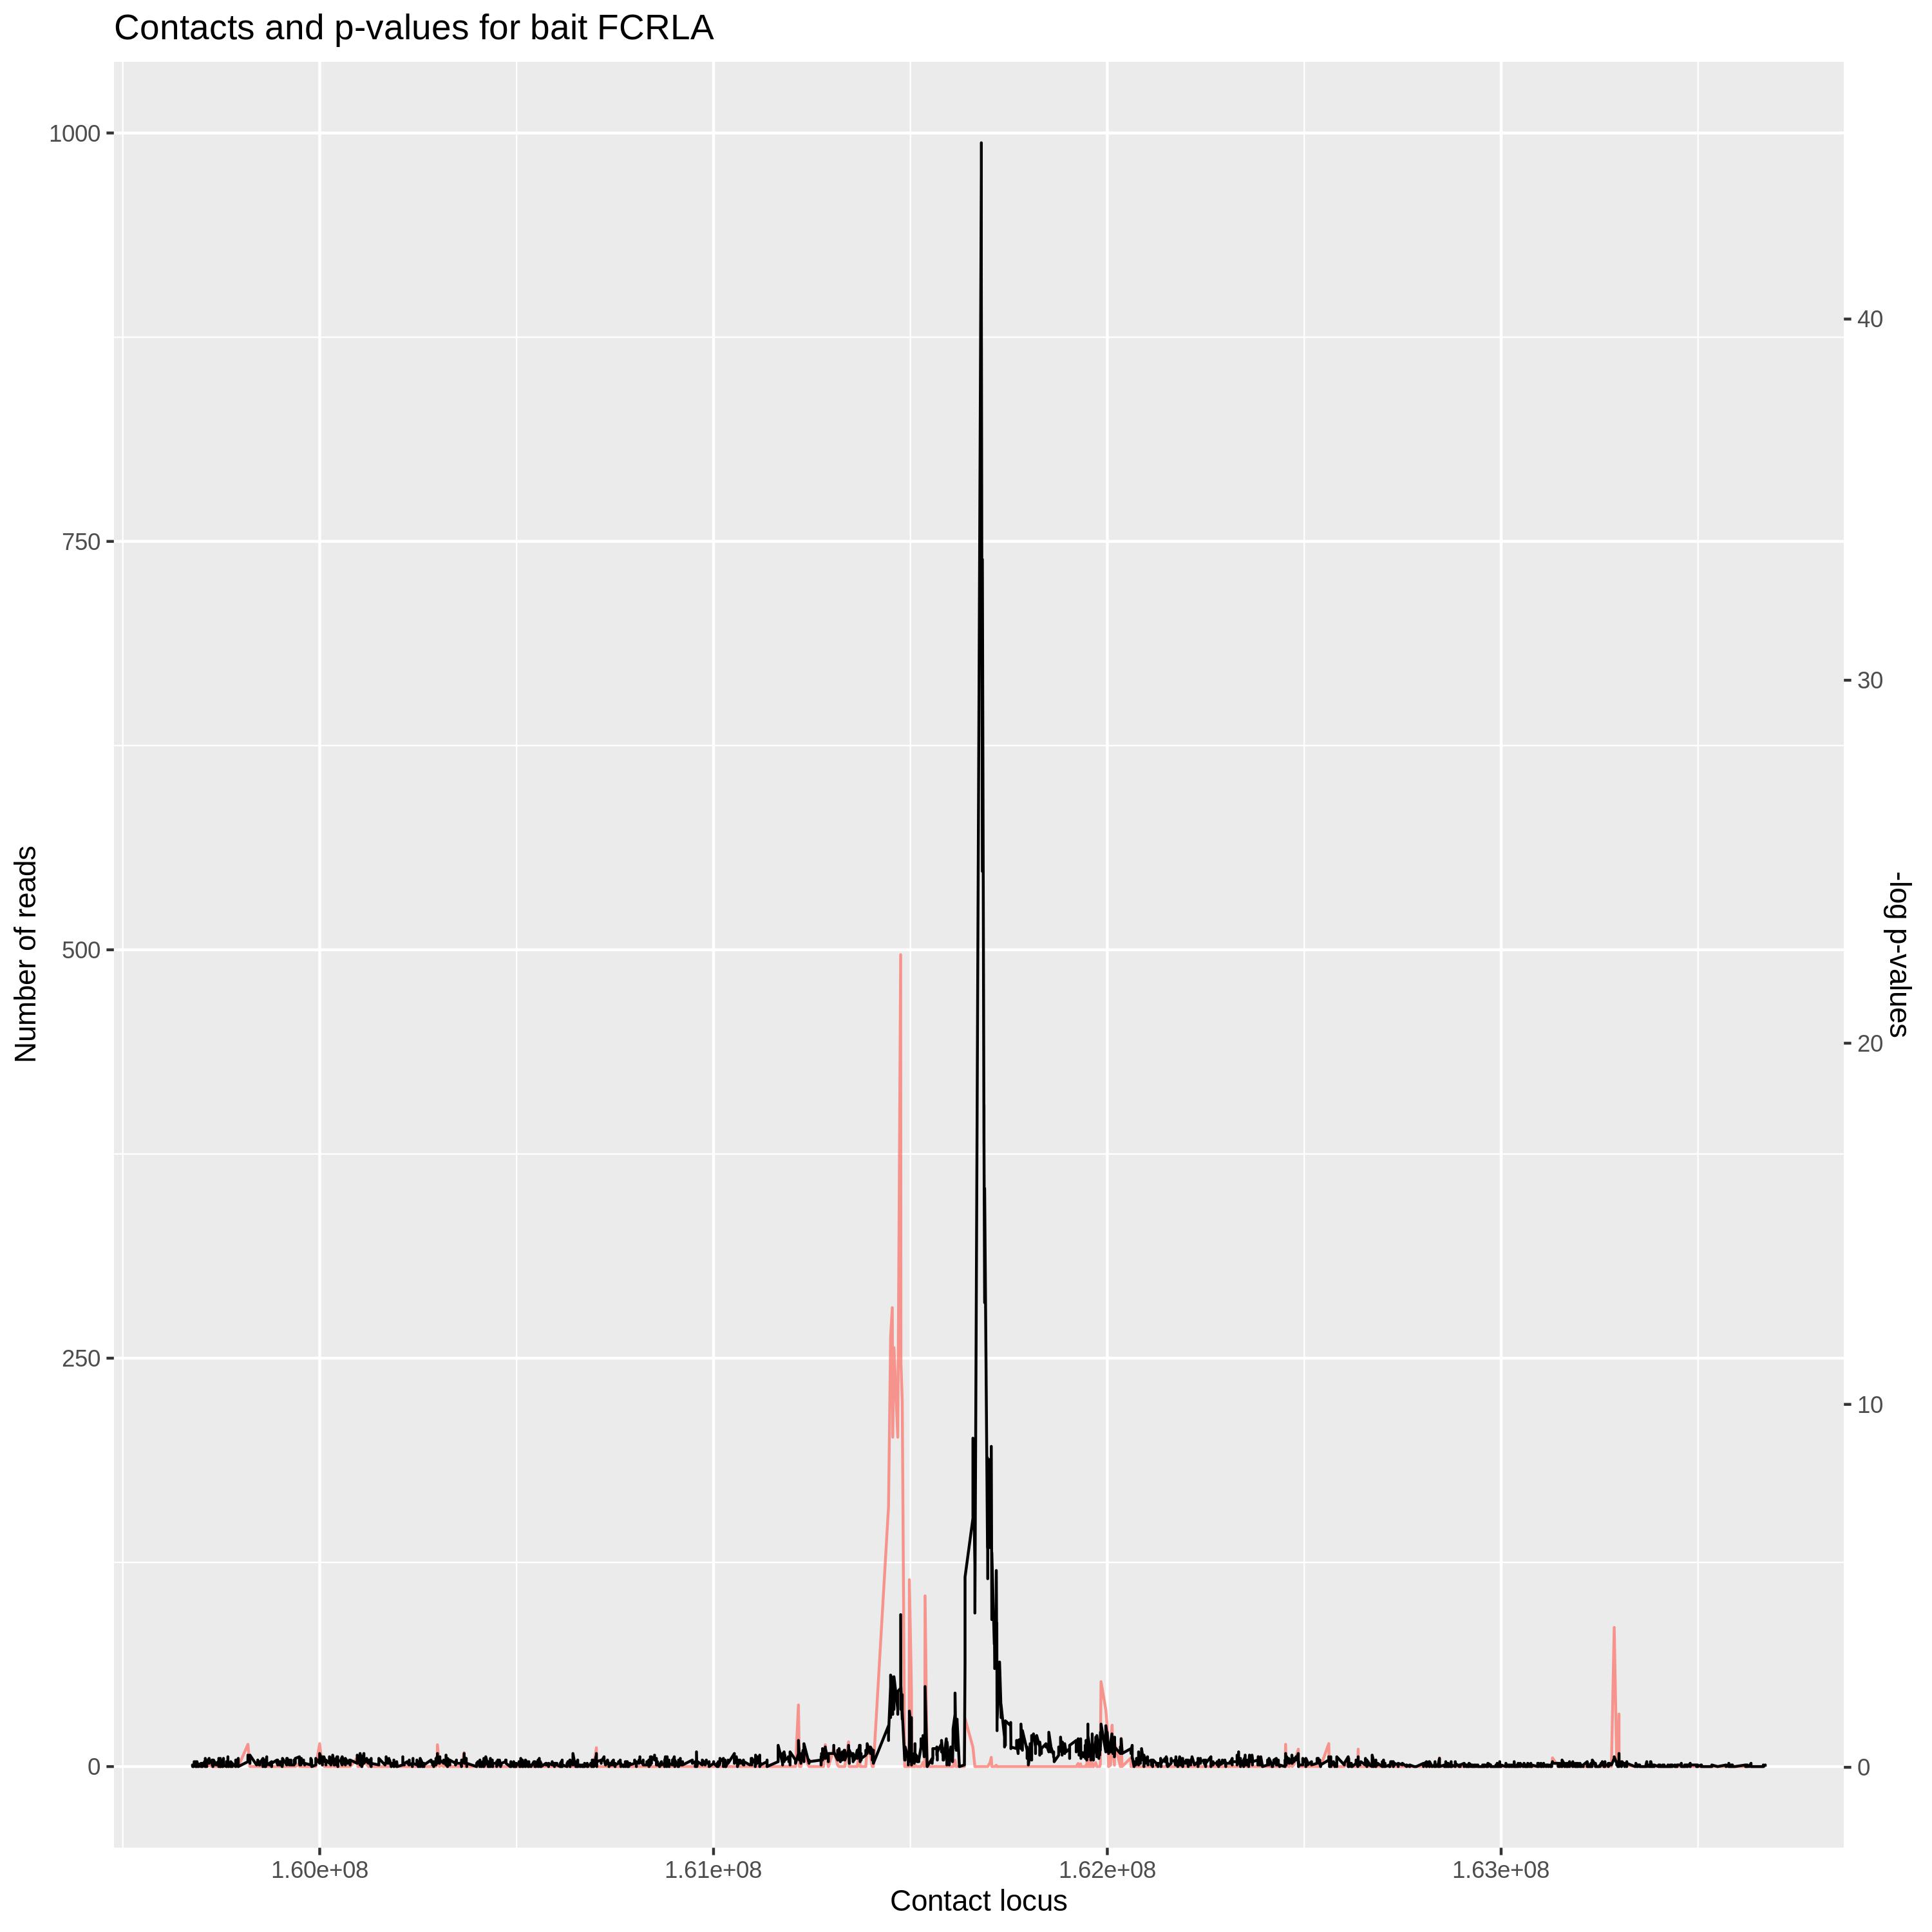 Contacts and p-values for bait FCRLA
1000
750
500
250
0
Number of reads
40
30
20
10
0
-log p-values
1.60e+08
1.61e+08
1.62e+08
1.63e+08
Contact locus